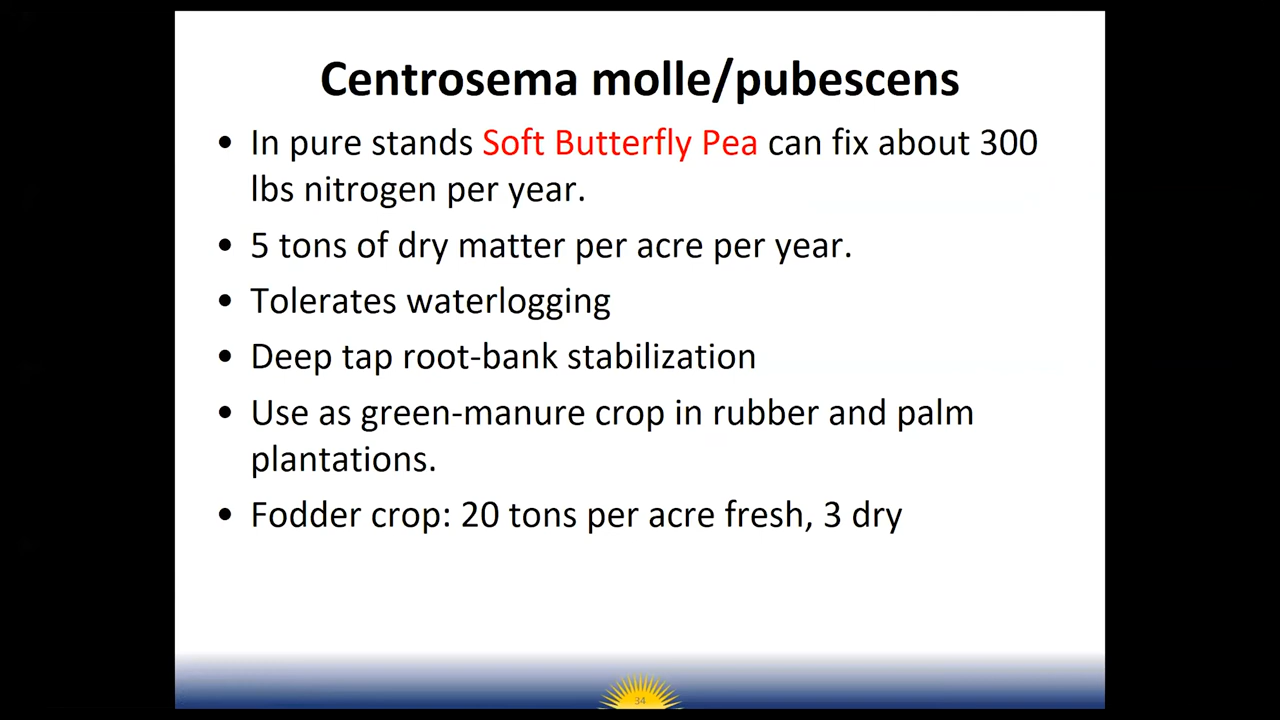 Centrosema molle/pubescens
• In pure stands Soft Butterfly Pea can fix about 300
lbs nitrogen per year.
• 5 tons of dry matter per acre per year.
• Tolerates waterlogging
• Deep tap root-bank stabilization
• Use as green-manure crop in rubber and palm
plantations.
• Fodder crop: 20 tons per acre fresh, 3 dry
34